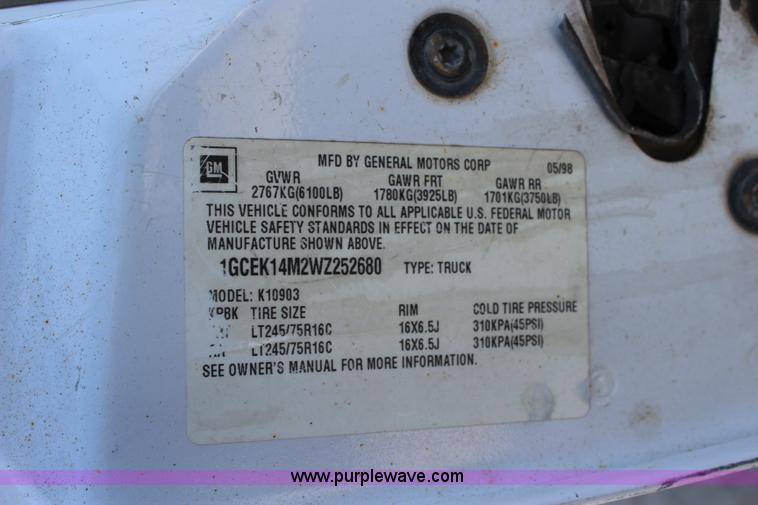 GM
MFD BY GENERAL MOTORS CORP 05/98
GVWR GAWR FRT GAWR RR
2767KG(6100LB) 1780KG(3925LB) 1701KG(3750LB)
THIS VEHICLE CONFORMS TO ALL APPLICABLE U.S. FEDERAL MOTOR
VEHICLE SAFETY STANDARDS IN EFFECT ON THE DATE OF
MANUFACTURE SHOWN ABOVE.
1GCEK14M2WZ252680 TYPE: TRUCK
MODEL: K10903
TIRE SIZE RIM COLD TIRE PRESSURE
LT245/75R16C 16X6.5J 310KPA(45PSI)
LT245/75R16C 16X6.5J 310KPA(45PSI)
SEE OWNER'S MANUAL FOR MORE INFORMATION.
www.purplewave.com